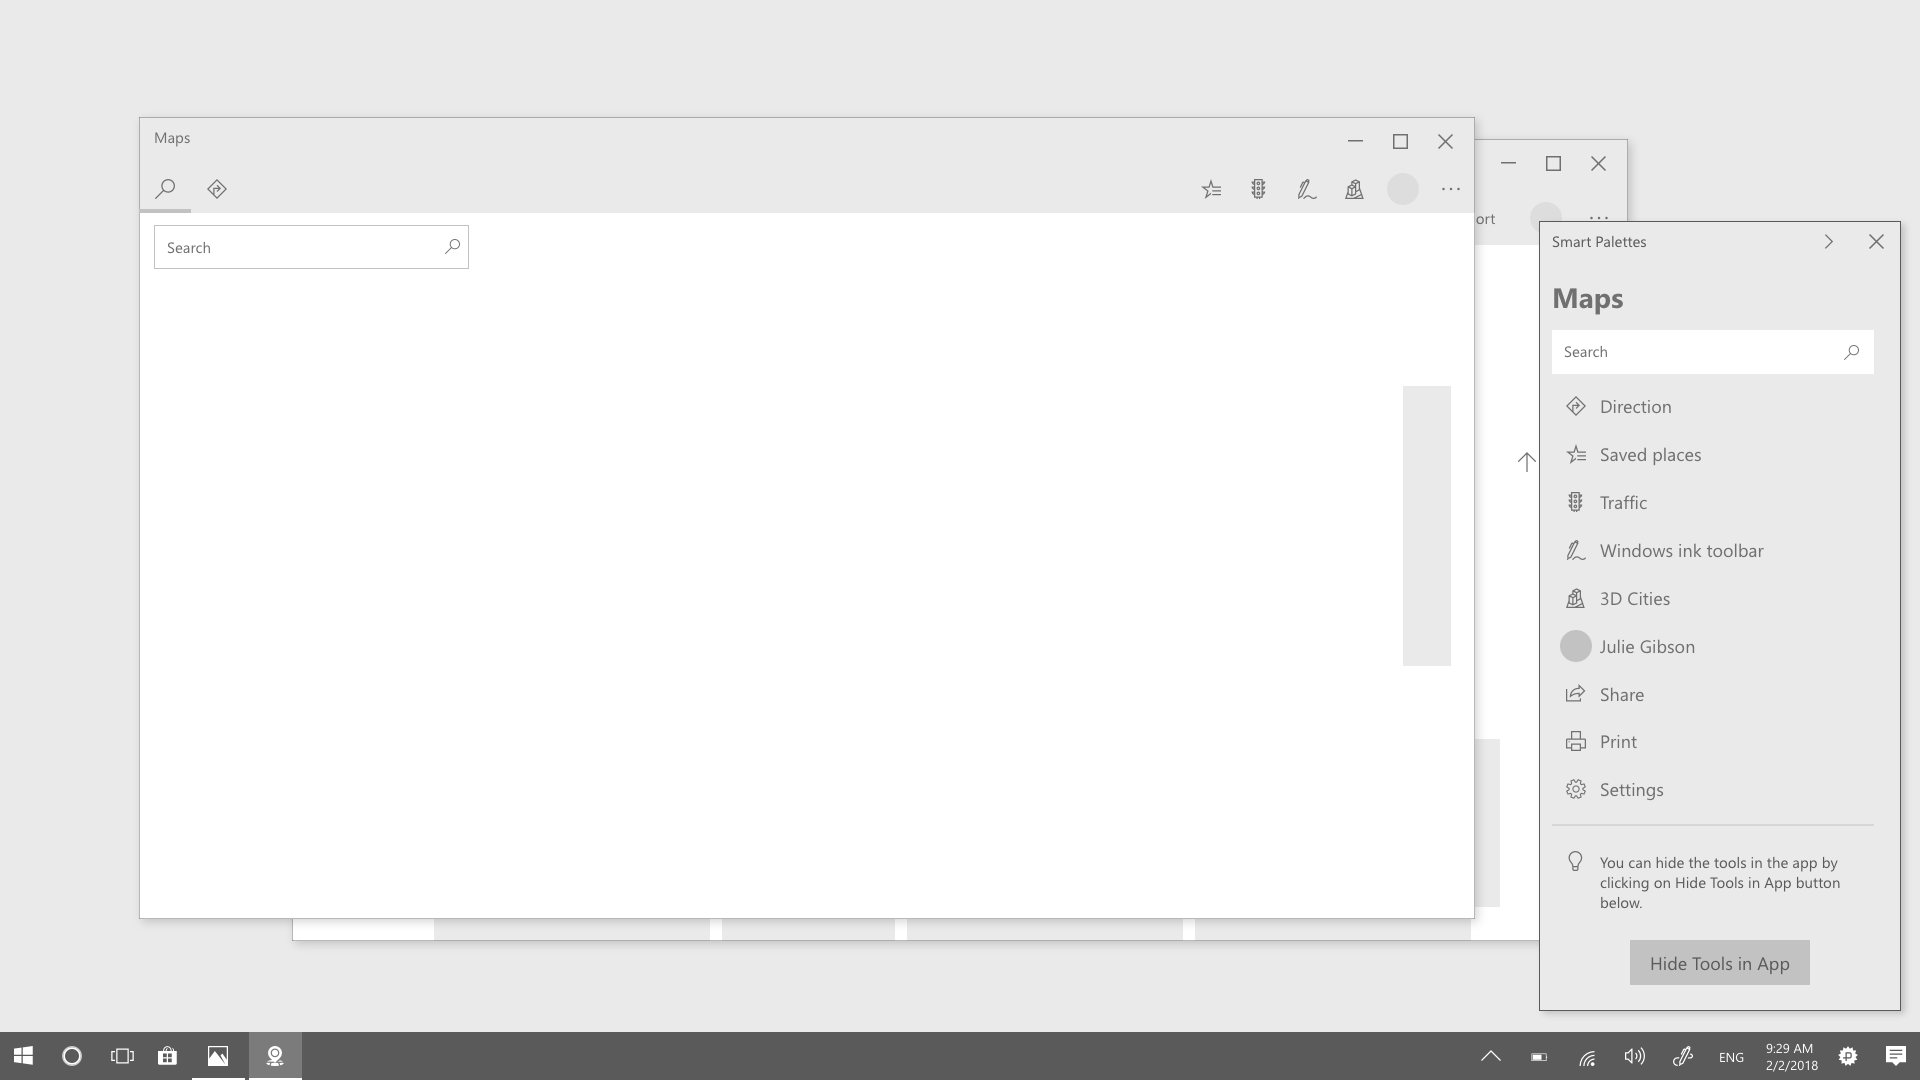 Maps
Search
ort
Smart Palettes
Maps
Search
Direction
Saved places
Traffic
Windows ink toolbar
3D Cities
Julie Gibson
Share
Print
Settings
You can hide the tools in the app by
clicking on Hide Tools in App button
below.
Hide Tools in App
ENG
9:29 AM
2/2/2018